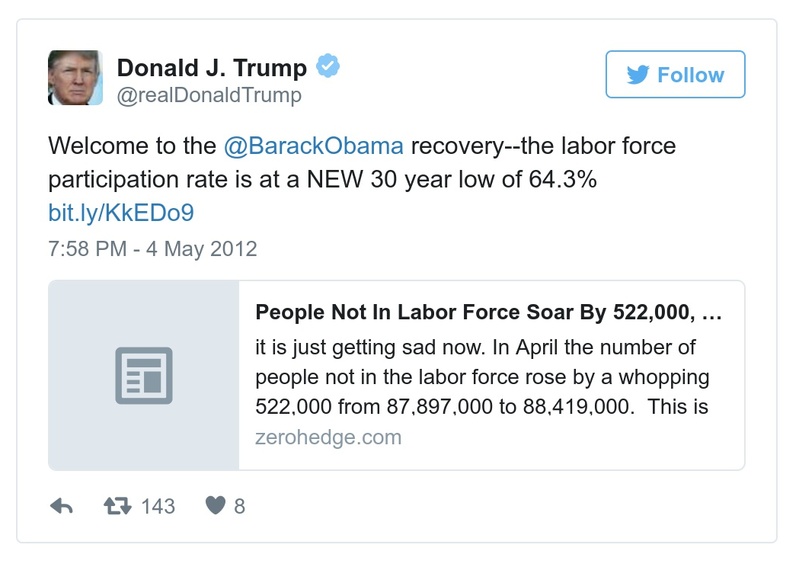 Donald J. Trump
@realDonaldTrump
Follow
Welcome to the @BarackObama recovery--the labor force
participation rate is at a NEW 30 year low of 64.3%
bit.ly/KkEDo9
7:58 PM - 4 May 2012
People Not In Labor Force Soar By 522,000, …
it is just getting sad now. In April the number of
people not in the labor force rose by a whopping
522,000 from 87,897,000 to 88,419,000. This is
zerohedge.com
143 8